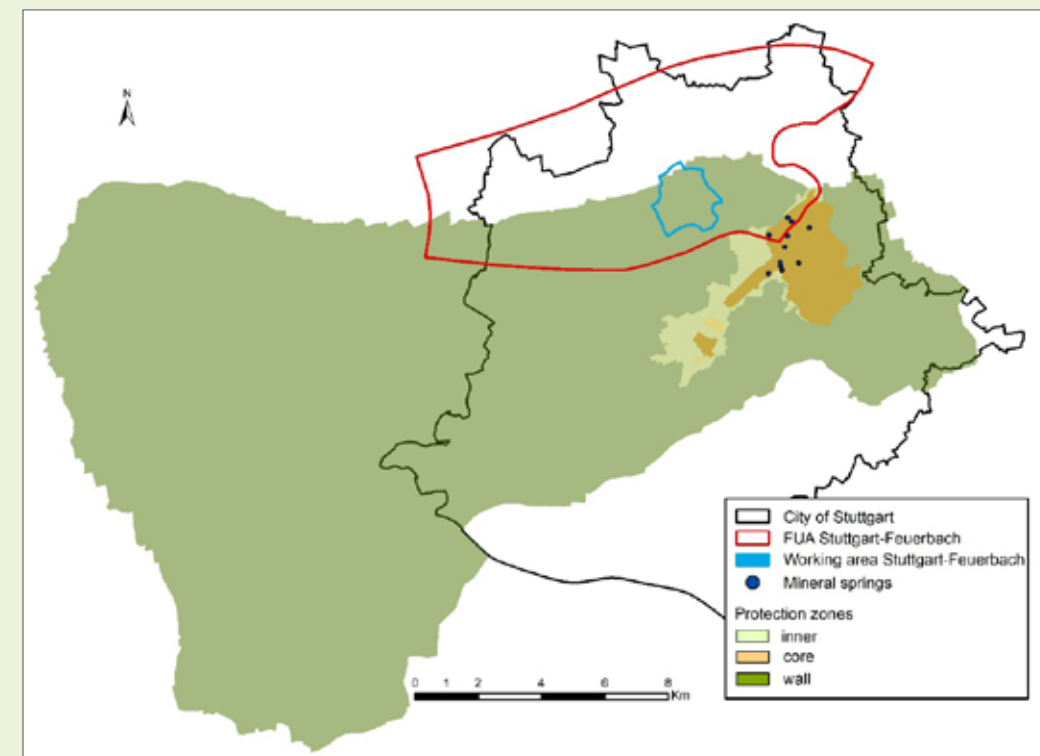 N
City of Stuttgart
FUA Stuttgart-Feuerbach
Working area Stuttgart-Feuerbach
Mineral springs
Protection zones
inner
core
wall
0 1 2 4 6 8
Km